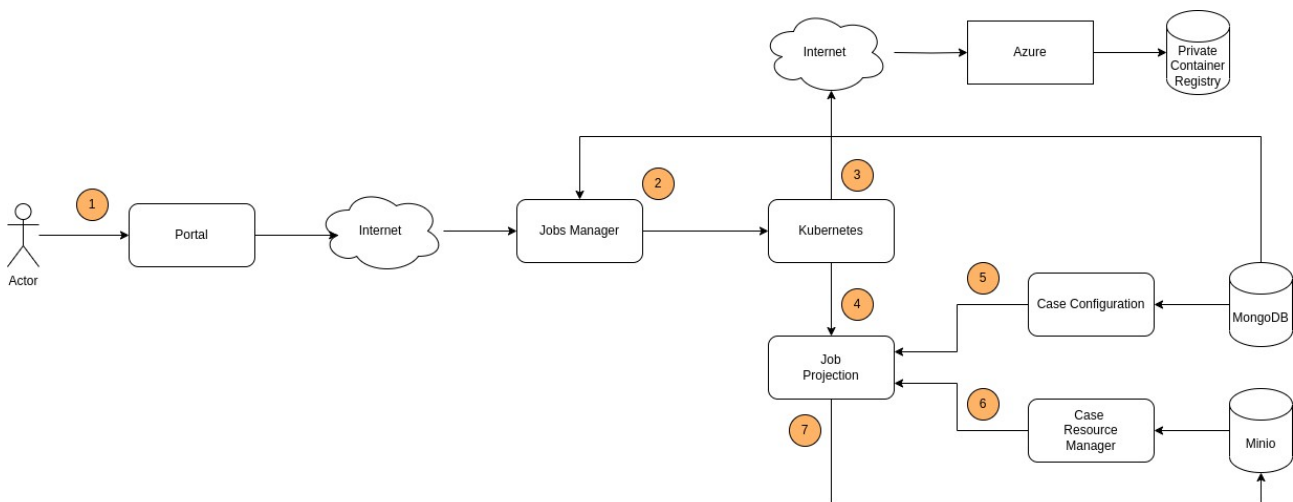 Internet
Azure
Private
Container
Registry
1
2
3
Portal
Internet
Jobs Manager
Kubernetes
Actor
4
5
Case Configuration
MongoDB
Job
Projection
6
7
Case
Resource
Manager
Minio